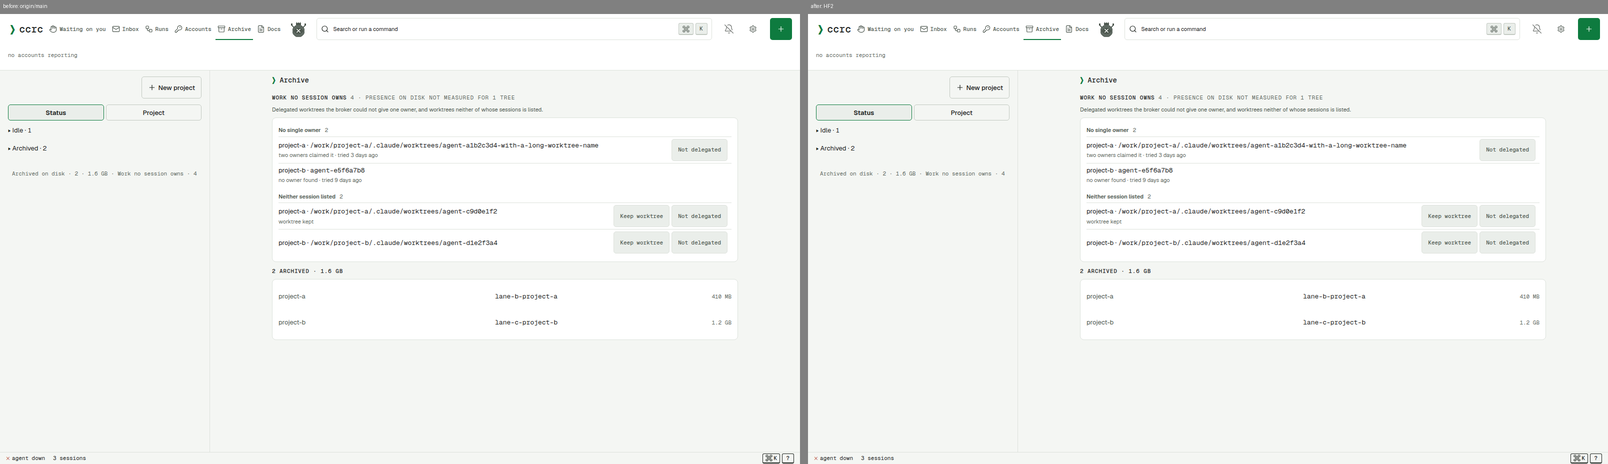 before origin/main
ccrc Waiting on you Inbox Runs Accounts Archive Docs Search or run a command ⌘ K +
no accounts reporting
+ New project
Status Project
▸ Idle · 1
▸ Archived · 2
Archived on disk · 2 · 1.6 GB · Work no session owns · 4
Archive
WORK NO SESSION OWNS 4 · PRESENCE ON DISK NOT MEASURED FOR 1 TREE
Delegated worktrees the broker could not give one owner, and worktrees neither of whose sessions is listed.
No single owner 2
project-a · /work/project-a/.claude/worktrees/agent-a1b2c3d4-with-a-long-worktree-name
two owners claimed it · tried 3 days ago
Not delegated
project-b · agent-e5f6a7b8
no owner found · tried 9 days ago
Neither session listed 2
project-a · /work/project-a/.claude/worktrees/agent-c9d0e1f2
worktree kept
Keep worktree Not delegated
project-b · /work/project-b/.claude/worktrees/agent-d1e2f3a4
Keep worktree Not delegated
2 ARCHIVED · 1.6 GB
project-a lane-b-project-a 410 MB
project-b lane-c-project-b 1.2 GB
× agent down 3 sessions ⌘K ?
after HF2
ccrc Waiting on you Inbox Runs Accounts Archive Docs Search or run a command ⌘ K +
no accounts reporting
+ New project
Status Project
▸ Idle · 1
▸ Archived · 2
Archived on disk · 2 · 1.6 GB · Work no session owns · 4
Archive
WORK NO SESSION OWNS 4 · PRESENCE ON DISK NOT MEASURED FOR 1 TREE
Delegated worktrees the broker could not give one owner, and worktrees neither of whose sessions is listed.
No single owner 2
project-a · /work/project-a/.claude/worktrees/agent-a1b2c3d4-with-a-long-worktree-name
two owners claimed it · tried 3 days ago
Not delegated
project-b · agent-e5f6a7b8
no owner found · tried 9 days ago
Neither session listed 2
project-a · /work/project-a/.claude/worktrees/agent-c9d0e1f2
worktree kept
Keep worktree Not delegated
project-b · /work/project-b/.claude/worktrees/agent-d1e2f3a4
Keep worktree Not delegated
2 ARCHIVED · 1.6 GB
project-a lane-b-project-a 410 MB
project-b lane-c-project-b 1.2 GB
× agent down 3 sessions ⌘K ?